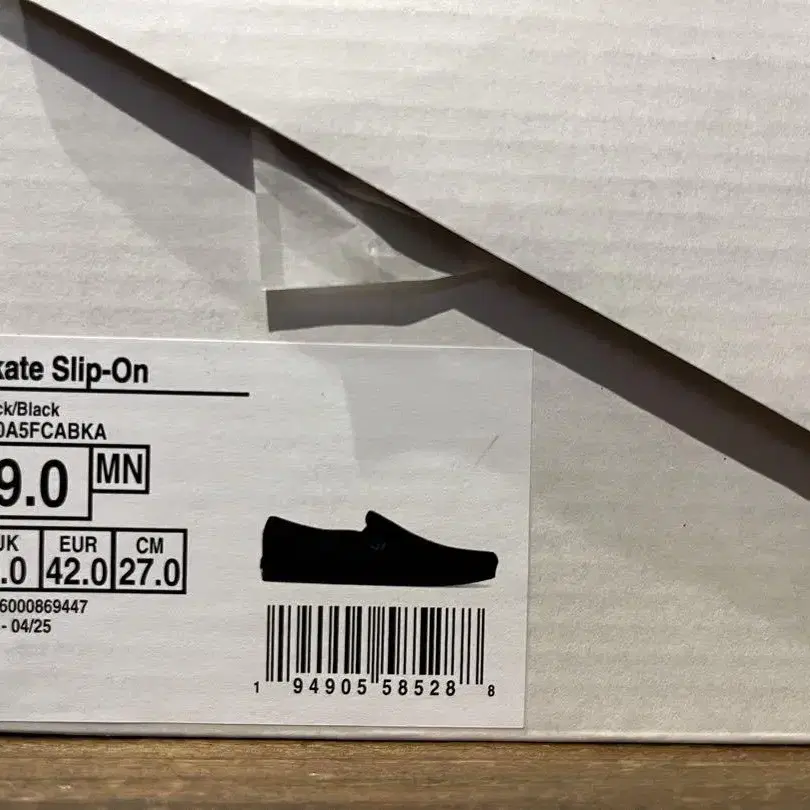 kate Slip-On
ck/Black
0A5FCABKA
9.0 MN
UK EUR CM
.0 42.0 27.0
6000869447
- 04/25
1 94905 58528 8